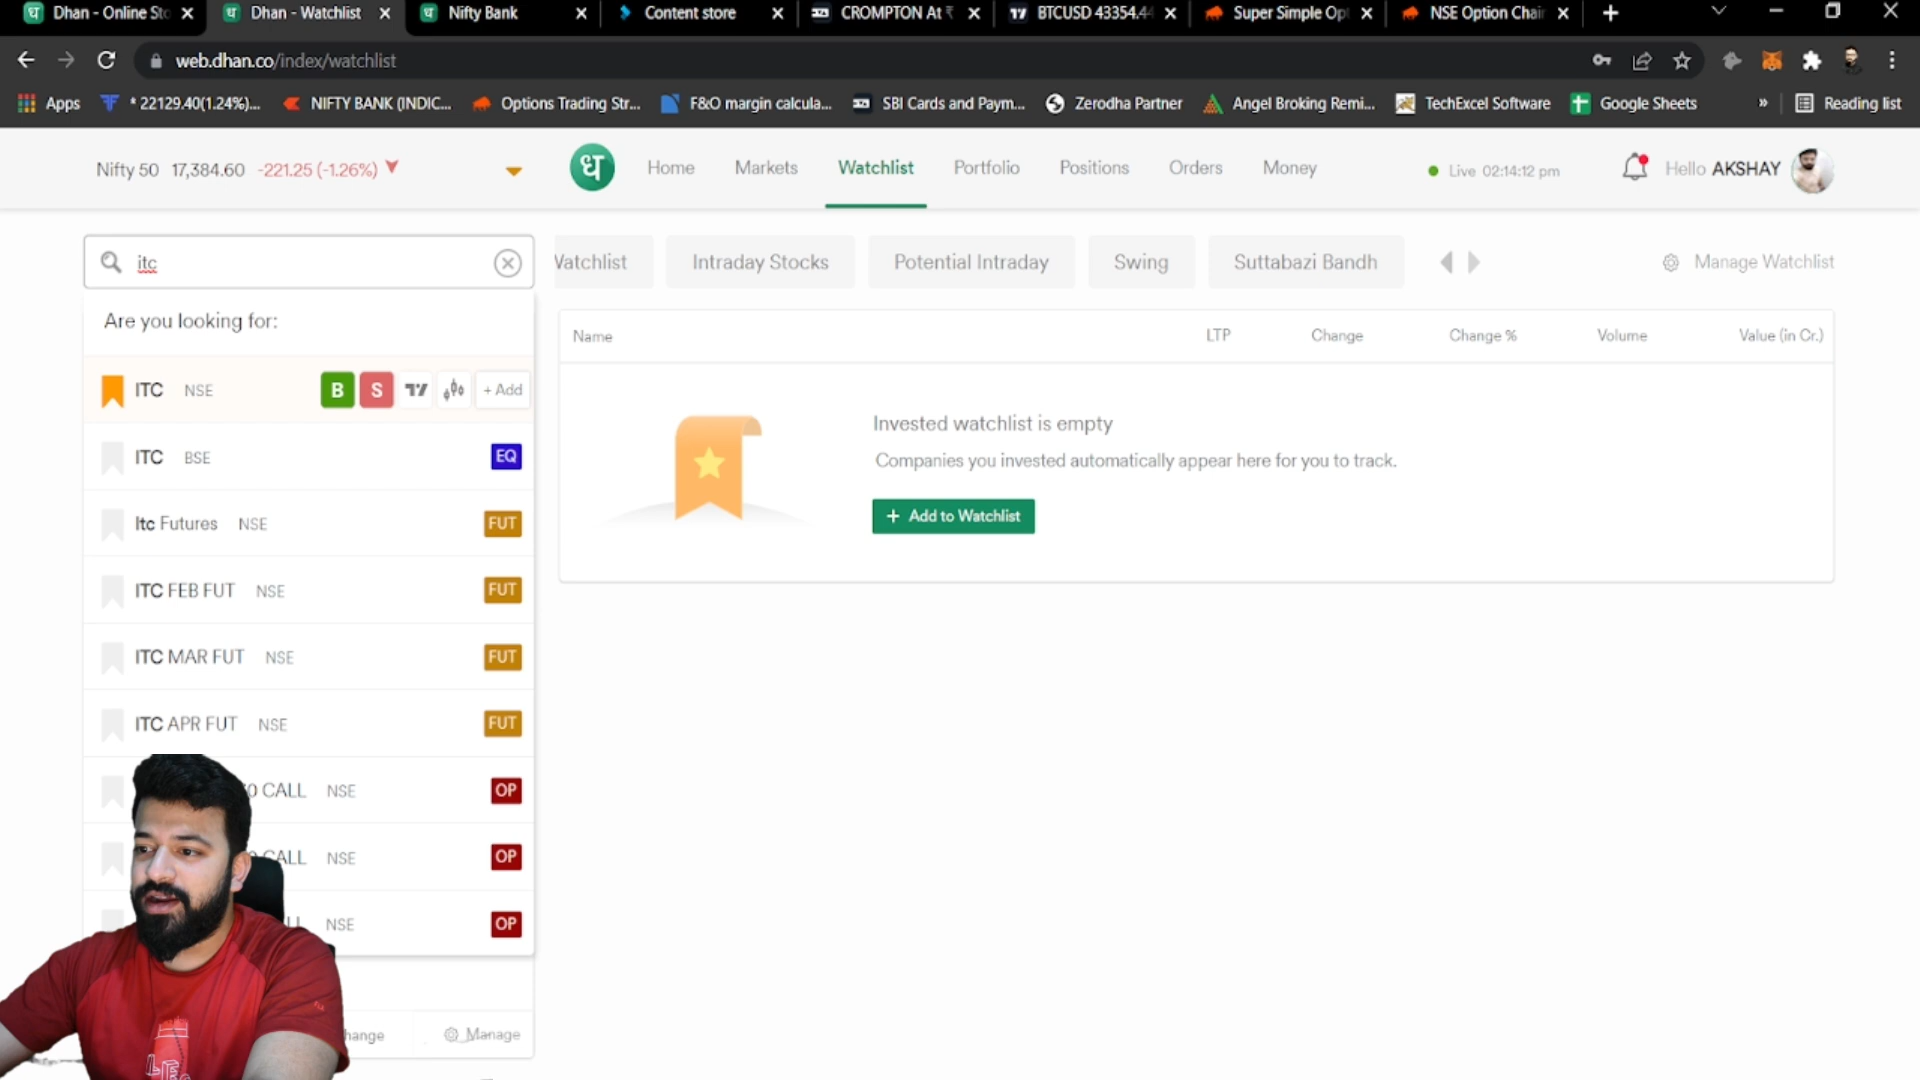 Dhan - Online Sto
Dhan - Watchlist
Nifty Bank
Content store
CROMPTON At ₹
BTCUSD 43354.4
Super Simple Op
NSE Option Chain
web.dhan.co/index/watchlist
Apps
* 22129.40(1.24%)...
NIFTY BANK (INDIC...
Options Trading Str...
F&O margin calcula...
SBI Cards and Paym...
Zerodha Partner
Angel Broking Remi...
TechExcel Software
Google Sheets
»
Reading list
Nifty 50 17,384.60 -221.25 (-1.26%)
ध
Home
Markets
Watchlist
Portfolio
Positions
Orders
Money
Live 02:14:12 pm
Hello AKSHAY
itc
Watchlist
Intraday Stocks
Potential Intraday
Swing
Suttabazi Bandh
Manage Watchlist
Are you looking for:
Name
LTP
Change
Change %
Volume
Value (in Cr.)
ITC NSE B S + Add
ITC BSE EQ
Itc Futures NSE FUT
ITC FEB FUT NSE FUT
ITC MAR FUT NSE FUT
ITC APR FUT NSE FUT
0 CALL NSE OP
CALL NSE OP
NSE OP
Invested watchlist is empty
Companies you invested automatically appear here for you to track.
+ Add to Watchlist
hange
Manage